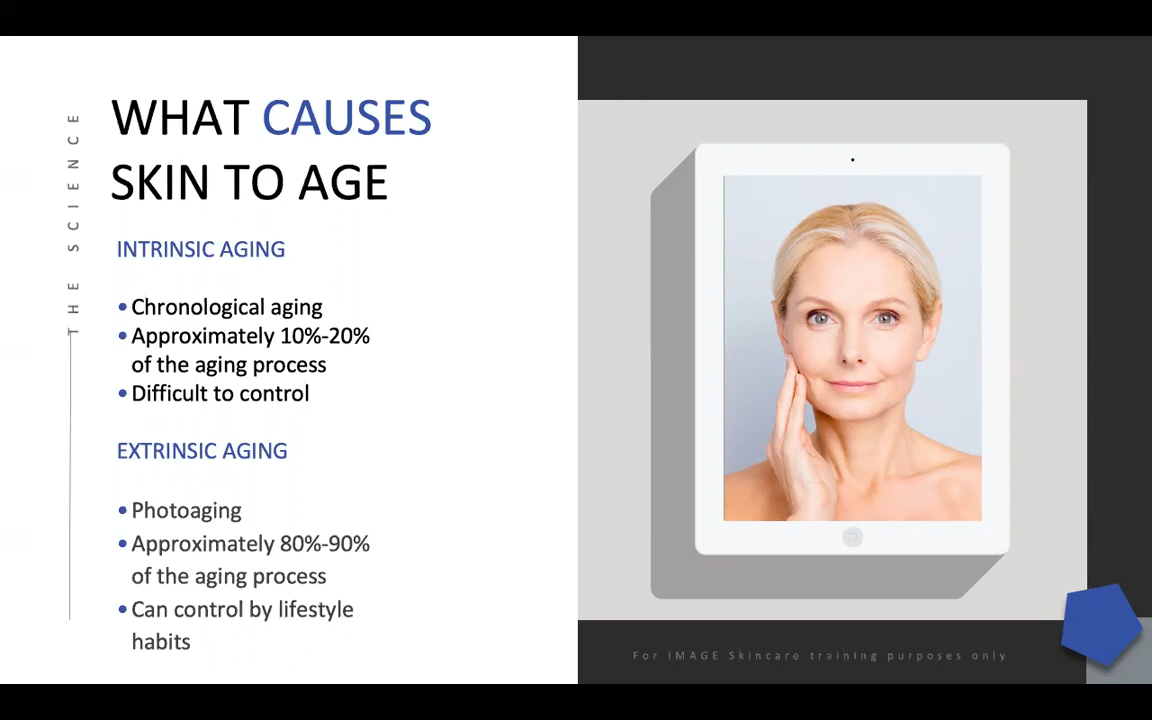 THE SCIENCE
WHAT CAUSES
SKIN TO AGE
INTRINSIC AGING
• Chronological aging
• Approximately 10%-20%
of the aging process
• Difficult to control
EXTRINSIC AGING
• Photoaging
• Approximately 80%-90%
of the aging process
• Can control by lifestyle
habits
For IMAGE Skincare training purposes only